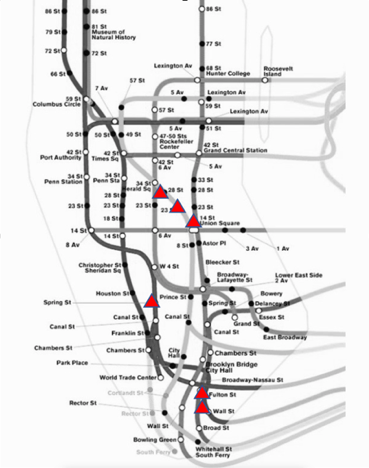 86 St
86 St
86 St
79 St
81 St
Museum of
Natural History
77 St
72 St
72 St
68 St
Hunter College
66 St
Lexington Av
Roosevelt
Island
57 St
59 St
Columbus Circle
7 Av
5 Av
Lexington Av
57 St
59 St
Lexington Av
5 Av
51 St
50 St
50 St
49 St
47-50 Sts
Rockefeller
Center
42 St
Port Authority
42 St
Times Sq
42 St
6 Av
42 St
Grand Central Station
5 Av
34 St
Penn Station
34 St
Penn Sta
34 St
Herald Sq
33 St
28 St
28 St
28 St
23 St
23 St
23 St
23
23 St
18 St
14 St
Union Square
14 St
14 St
6 Av
8 Av
8 St
Astor Pl
3 Av
1 Av
Christopher St
Sheridan Sq
W 4 St
Bleecker St
Broadway-
Lafayette St
Lower East Side
2 Av
Houston St
Prince St
Bowery
Spring St
Spring St
Delancey St
Essex St
Canal St
Canal St
Canal St
Grand St
East Broadway
Franklin St
Chambers St
Chambers St
City
Hall
Chambers St
Brooklyn Bridge
City Hall
Park Place
World Trade Center
Broadway-Nassau St
Cortlandt St
Fulton St
Rector St
Rector St
Wall St
Wall St
Broad St
Bowling Green
Whitehall St
South Ferry
South Ferry